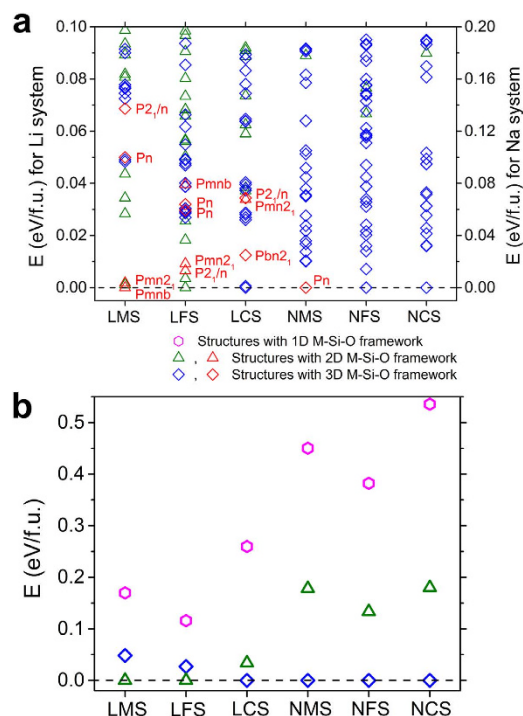 a
E (eV/f.u.) for Li system
0.10
0.08
0.06
0.04
0.02
0.00
0.20
0.16
0.12
0.08
0.04
0.00
E (eV/f.u.) for Na system
P2₁/n
Pn
Pmn2₁
Pmnb
Pmnb
Pn
Pn
Pmn2₁
P2₁/n
P2₁/n
Pmn2₁
Pbn2₁
Pn
LMS LFS LCS NMS NFS NCS
Structures with 1D M-Si-O framework
, Structures with 2D M-Si-O framework
, Structures with 3D M-Si-O framework
b
E (eV/f.u.)
0.5
0.4
0.3
0.2
0.1
0.0
LMS LFS LCS NMS NFS NCS